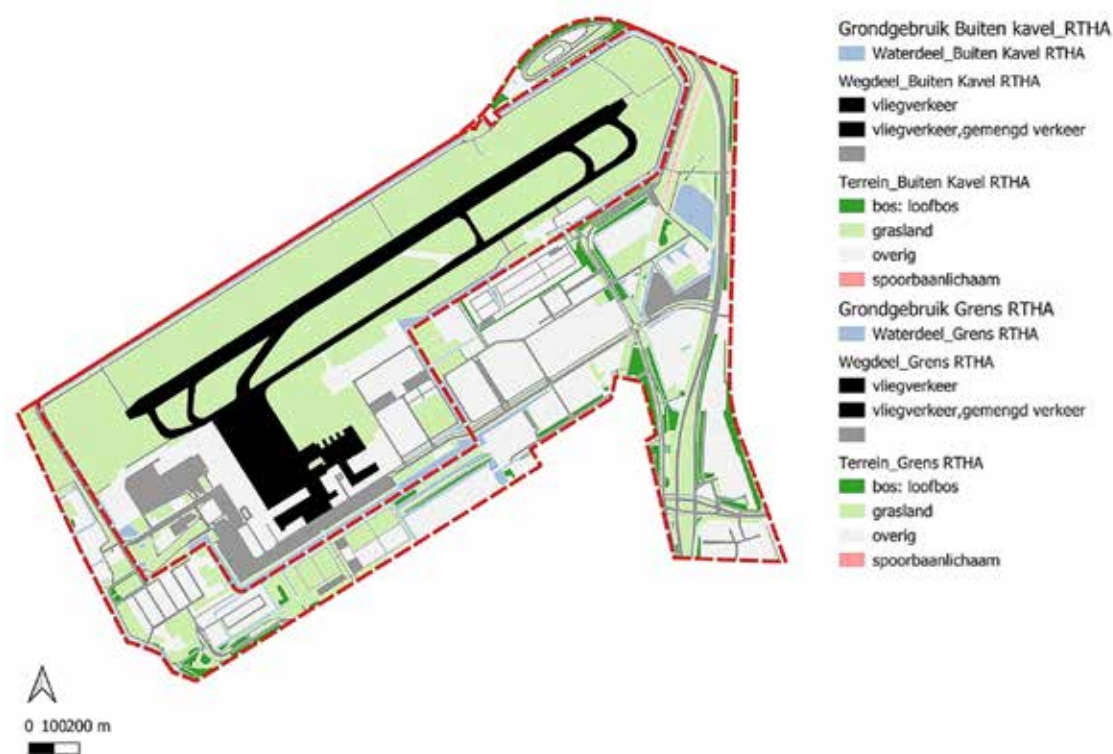 Grondgebruik Buiten kavel_RTHA
Waterdeel_Buiten Kavel RTHA
Wegdeel_Buiten Kavel RTHA
vliegverkeer
vliegverkeer,gemengd verkeer
Terrein_Buiten Kavel RTHA
bos: loofbos
grasland
overig
spoorbaanlichaam
Grondgebruik Grens RTHA
Waterdeel_Grens RTHA
Wegdeel_Grens RTHA
vliegverkeer
vliegverkeer,gemengd verkeer
Terrein_Grens RTHA
bos: loofbos
grasland
overig
spoorbaanlichaam
0 100200 m